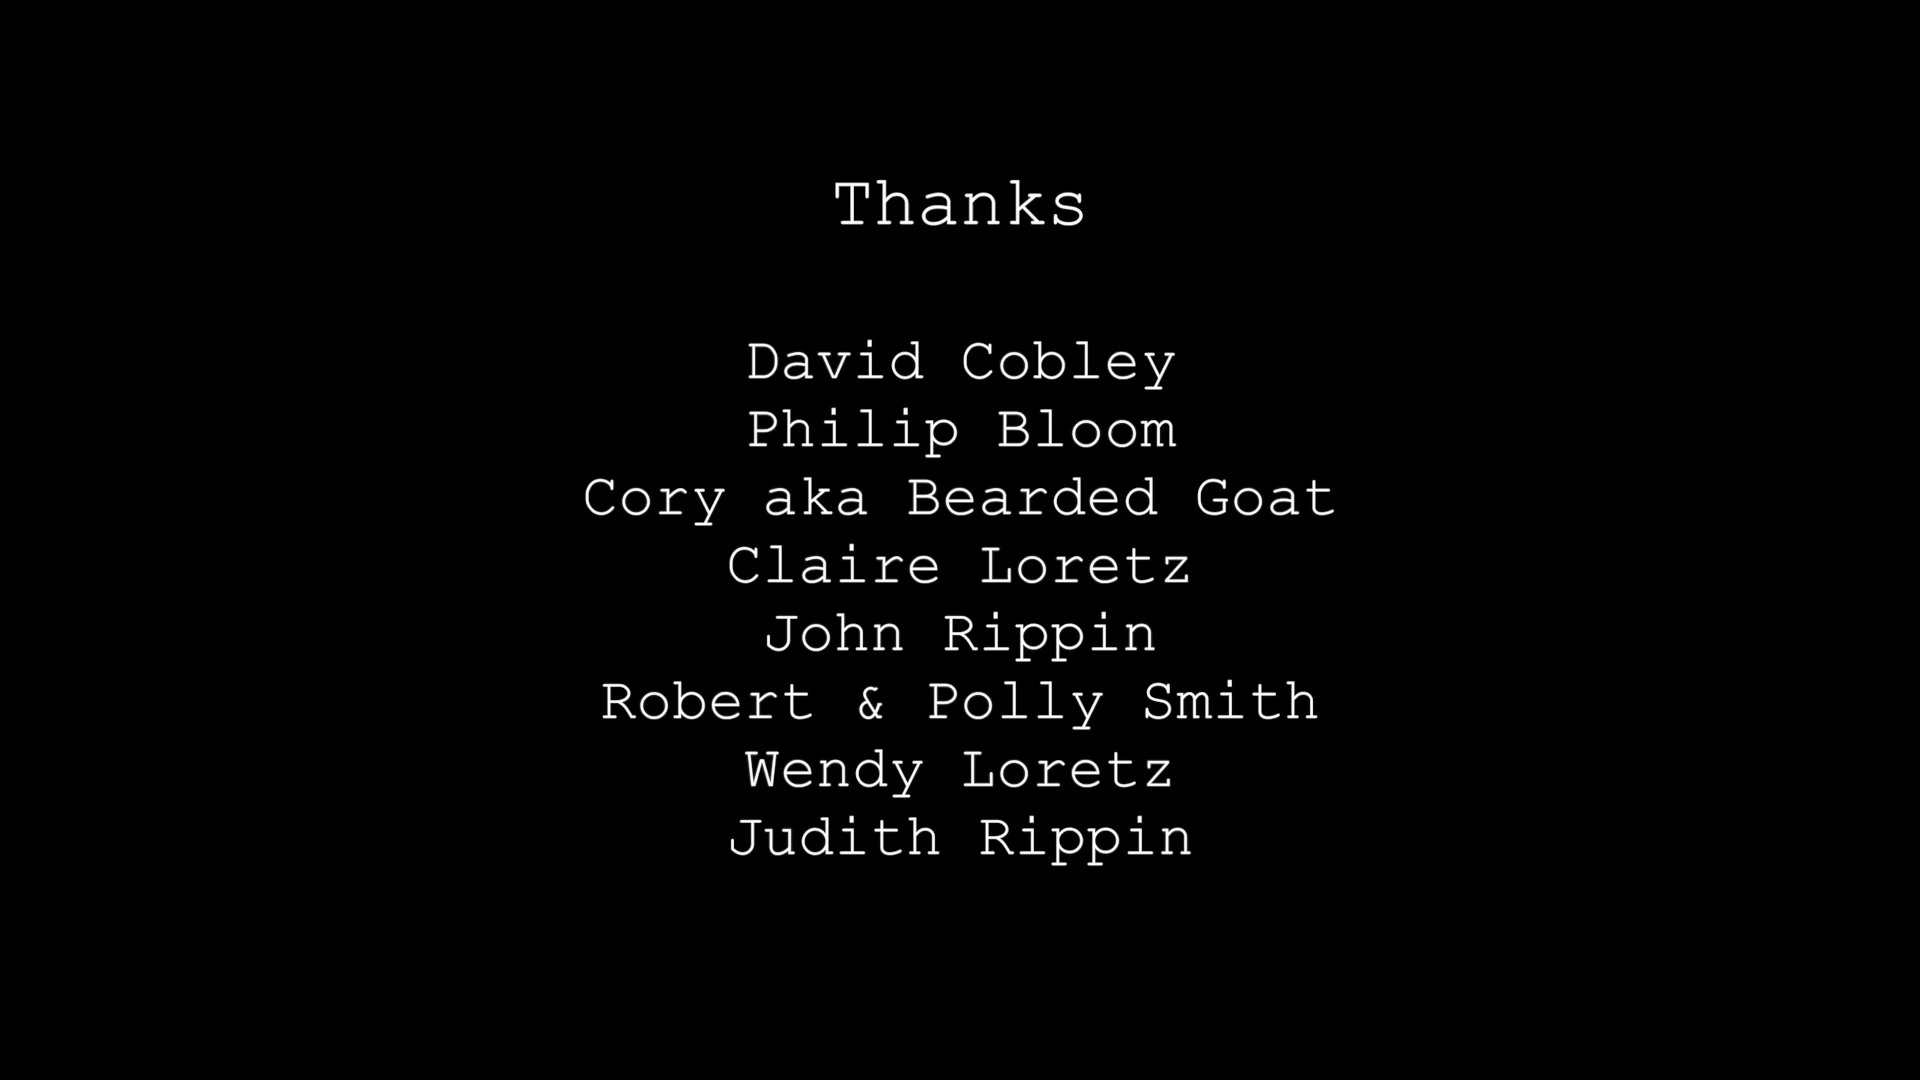 Thanks
David Cobley
Philip Bloom
Cory aka Bearded Goat
Claire Loretz
John Rippin
Robert & Polly Smith
Wendy Loretz
Judith Rippin